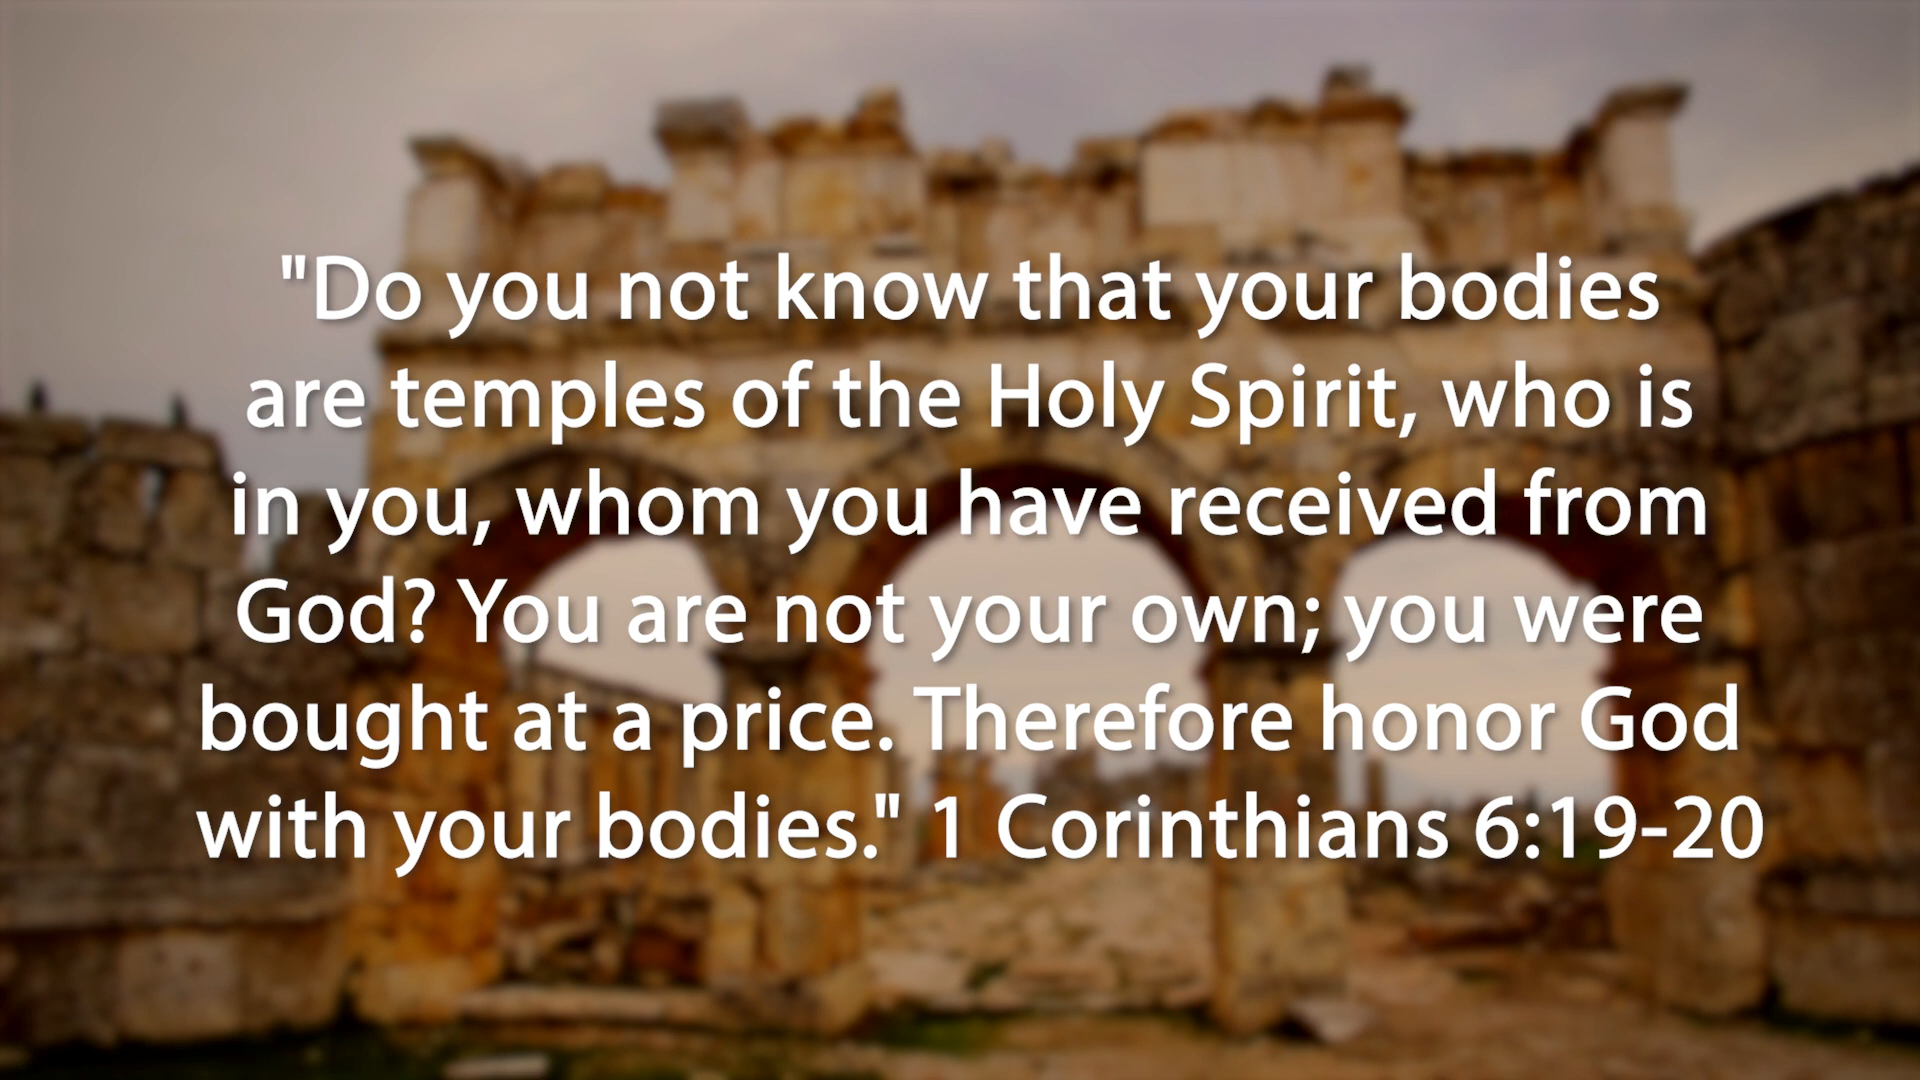 "Do you not know that your bodies
are temples of the Holy Spirit, who is
in you, whom you have received from
God? You are not your own; you were
bought at a price. Therefore honor God
with your bodies." 1 Corinthians 6:19-20